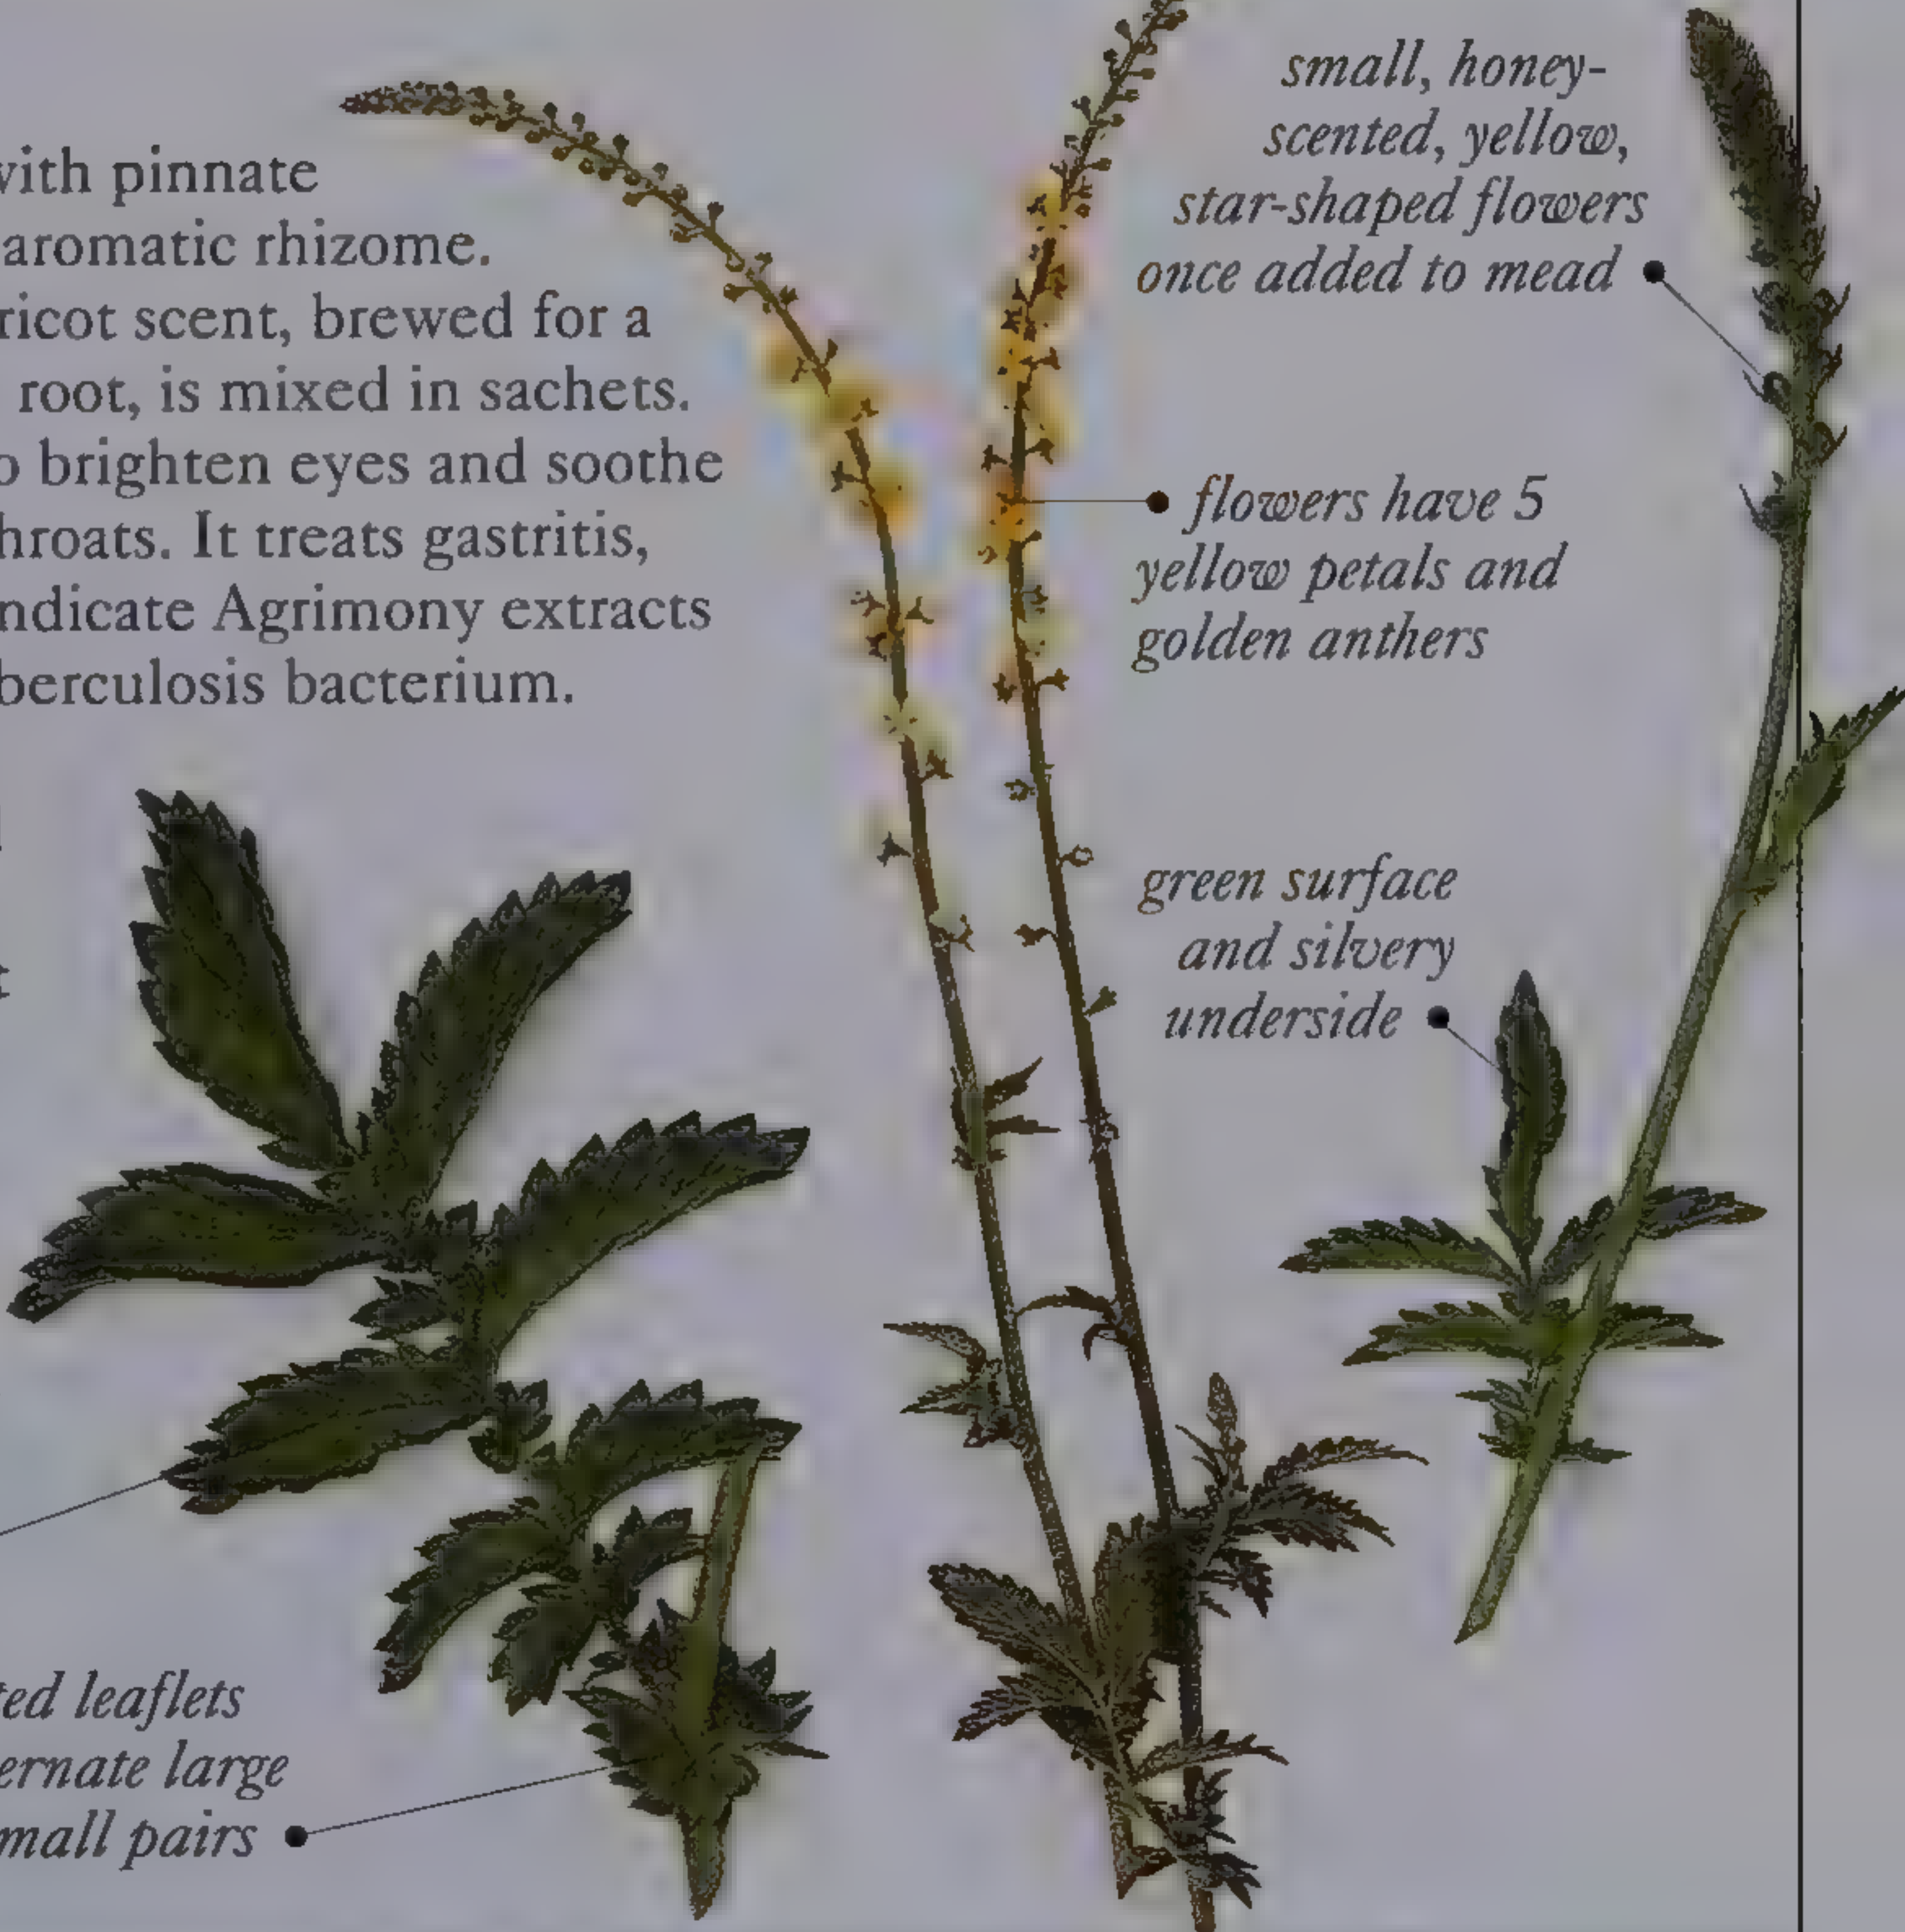 with pinnate
aromatic rhizome.
ricot scent, brewed for a
root, is mixed in sachets.
o brighten eyes and soothe
hroats. It treats gastritis,
ndicate Agrimony extracts
berculosis bacterium.
small, honey-
scented, yellow,
star-shaped flowers
once added to mead
flowers have 5
yellow petals and
golden anthers
green surface
and silvery
underside
ted leaflets
ernate large
mall pairs